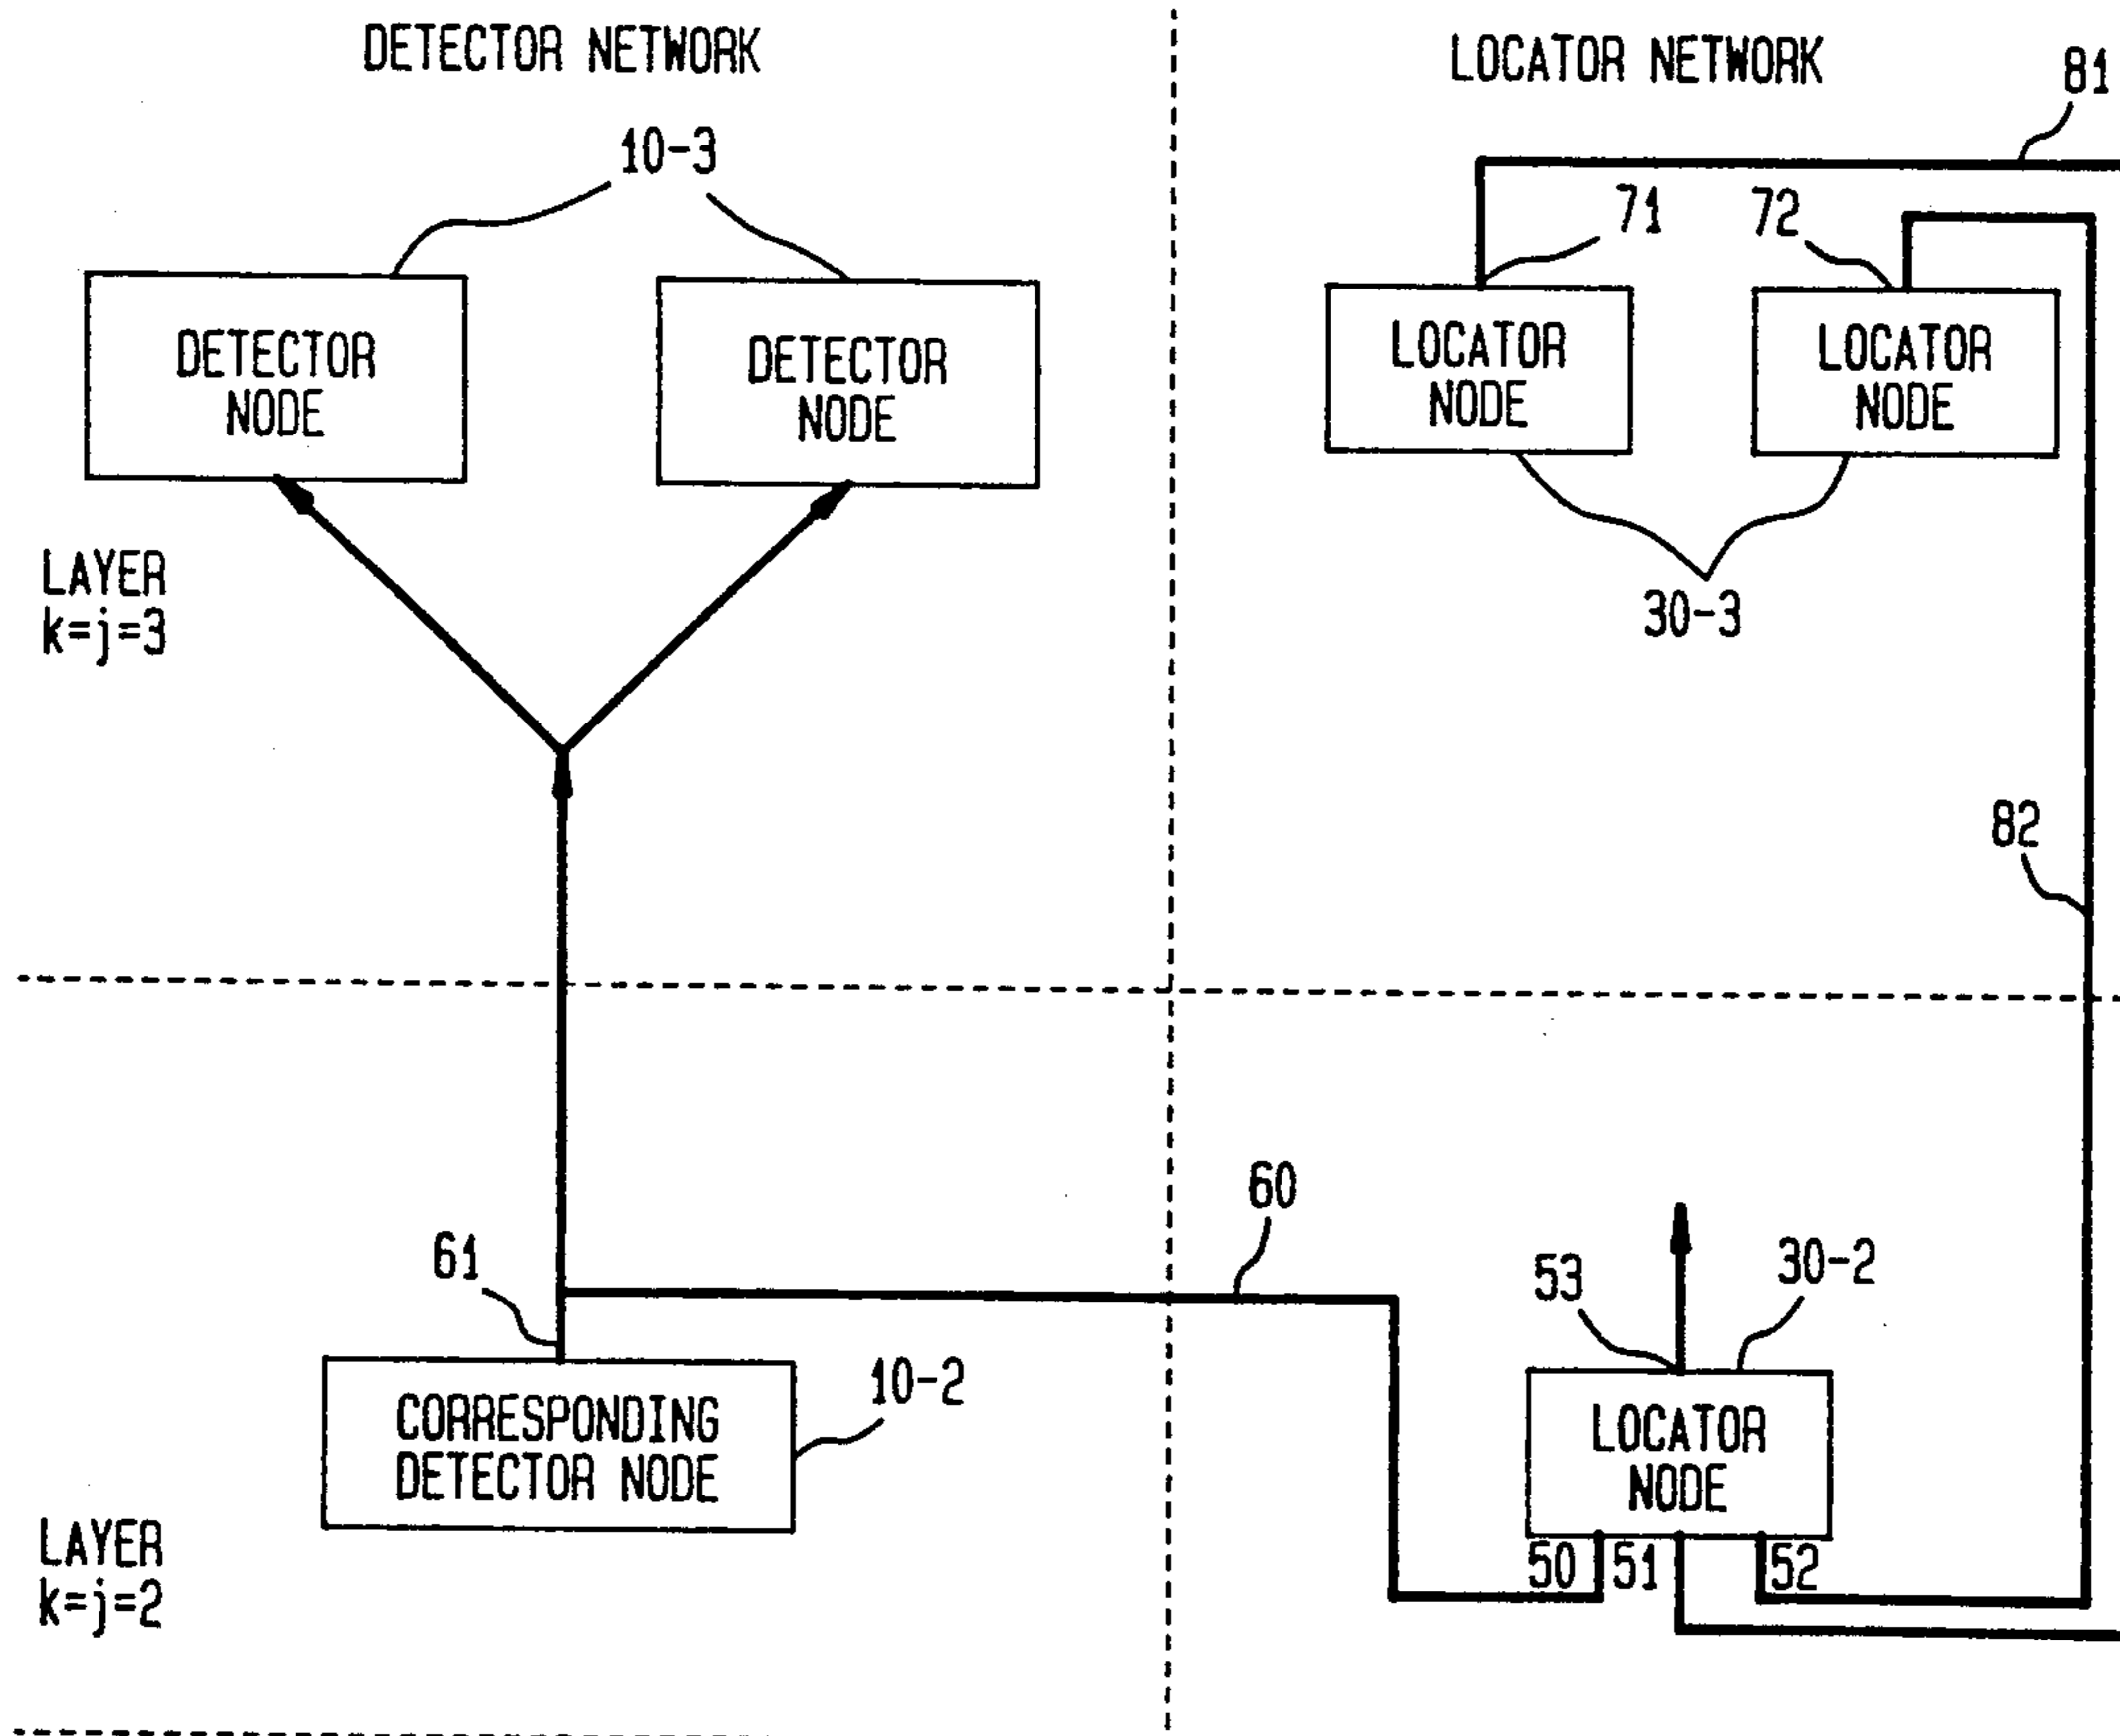 DETECTOR NETWORK
LOCATOR NETWORK
81
10-3
71
72
DETECTOR
NODE
DETECTOR
NODE
LOCATOR
NODE
LOCATOR
NODE
LAYER
k=j=3
30-3
82
60
61
53
30-2
CORRESPONDING
DETECTOR NODE
10-2
LOCATOR
NODE
50
51
52
LAYER
k=j=2